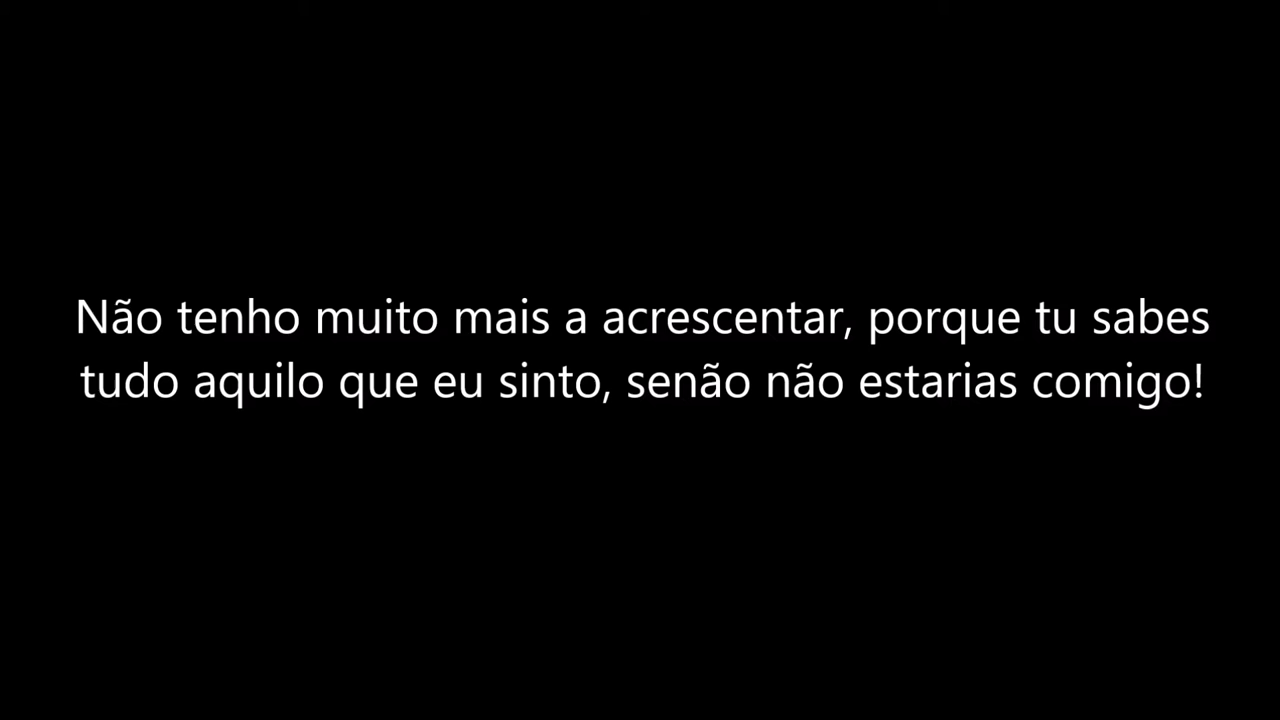 Não tenho muito mais a acrescentar, porque tu sabes
tudo aquilo que eu sinto, senão não estarias comigo!